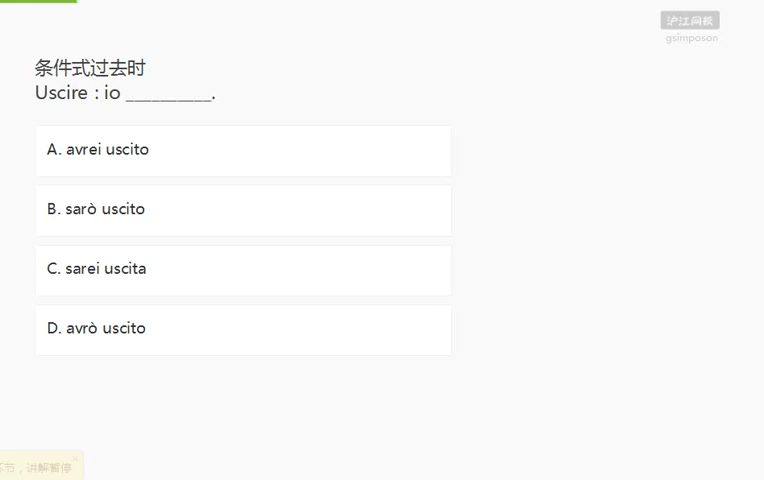 沪江网校
gsimposon
条件式过去时
Uscire : io __________.
A. avrei uscito
B. sarò uscito
C. sarei uscita
D. avrò uscito
环节，讲解暂停